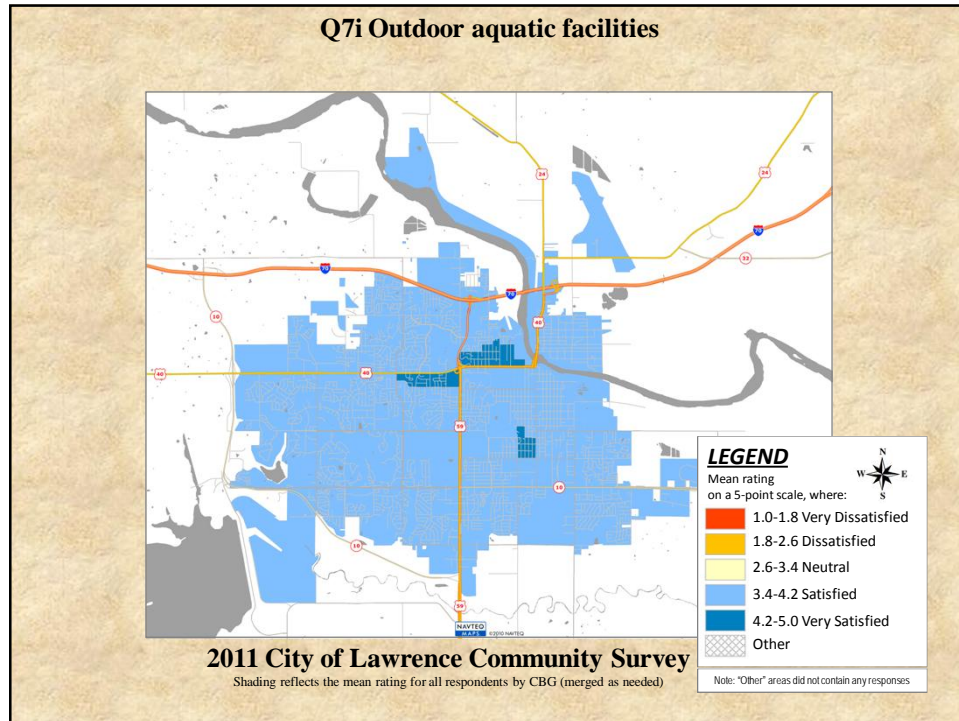 Q7i Outdoor aquatic facilities
24
24
70
32
70
70
10
40
40
40
59
10
10
59
NAVTEQ
MAPS
©2010 NAVTEQ
LEGEND
Mean rating
on a 5-point scale, where:
N
W E
S
1.0-1.8 Very Dissatisfied
1.8-2.6 Dissatisfied
2.6-3.4 Neutral
3.4-4.2 Satisfied
4.2-5.0 Very Satisfied
Other
Note: "Other" areas did not contain any responses
2011 City of Lawrence Community Survey
Shading reflects the mean rating for all respondents by CBG (merged as needed)